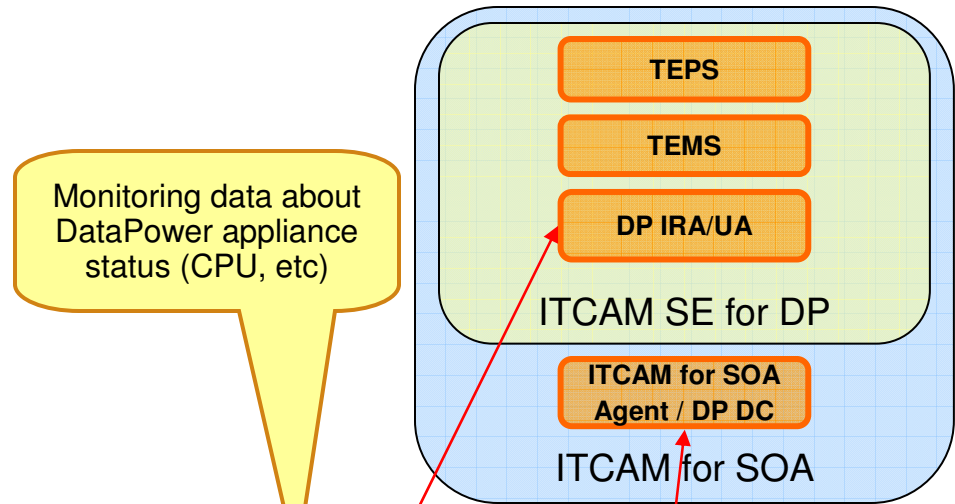 TEPS
TEMS
Monitoring data about
DataPower appliance
status (CPU, etc)
DP IRA/UA
ITCAM SE for DP
ITCAM for SOA
Agent / DP DC
ITCAM for SOA